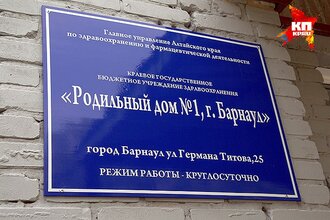 КП
Главное управления Алтайского края
по здравоохранению и фармацевтической деятельности
КРАЕВОЕ ГОСУДАРСТВЕННОЕ
БЮДЖЕТНОЕ УЧРЕЖДЕНИЕ ЗДРАВООХРАНЕНИЯ
«Родильный дом №1, г. Барнаул»
город Барнаул ул Германа Титова,25
РЕЖИМ РАБОТЫ - КРУГЛОСУТОЧНО